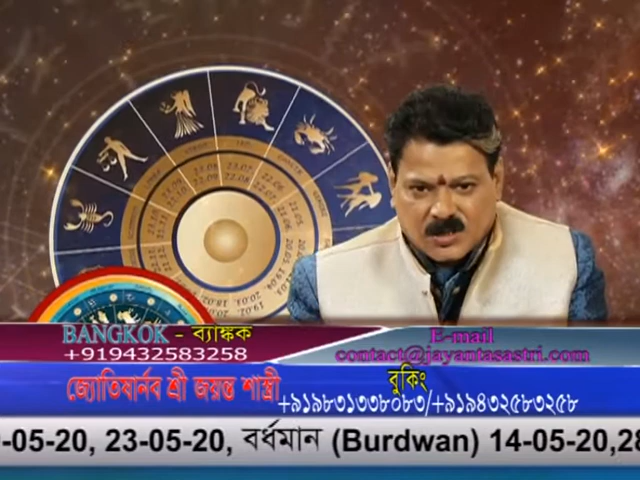 BANGKOK - ব্যাঙ্কক
+919432583258
E-mail
contact@jayantasastri.com
জ্যোতিষার্নব শ্রী জয়ন্ত শাস্ত্রী
বুকিং
+৯১৯৮৩১৩৩৮০৮৩/+৯১৯৪৩২৫৮৩২৫৮
-05-20, 23-05-20, বর্ধমান (Burdwan) 14-05-20,28